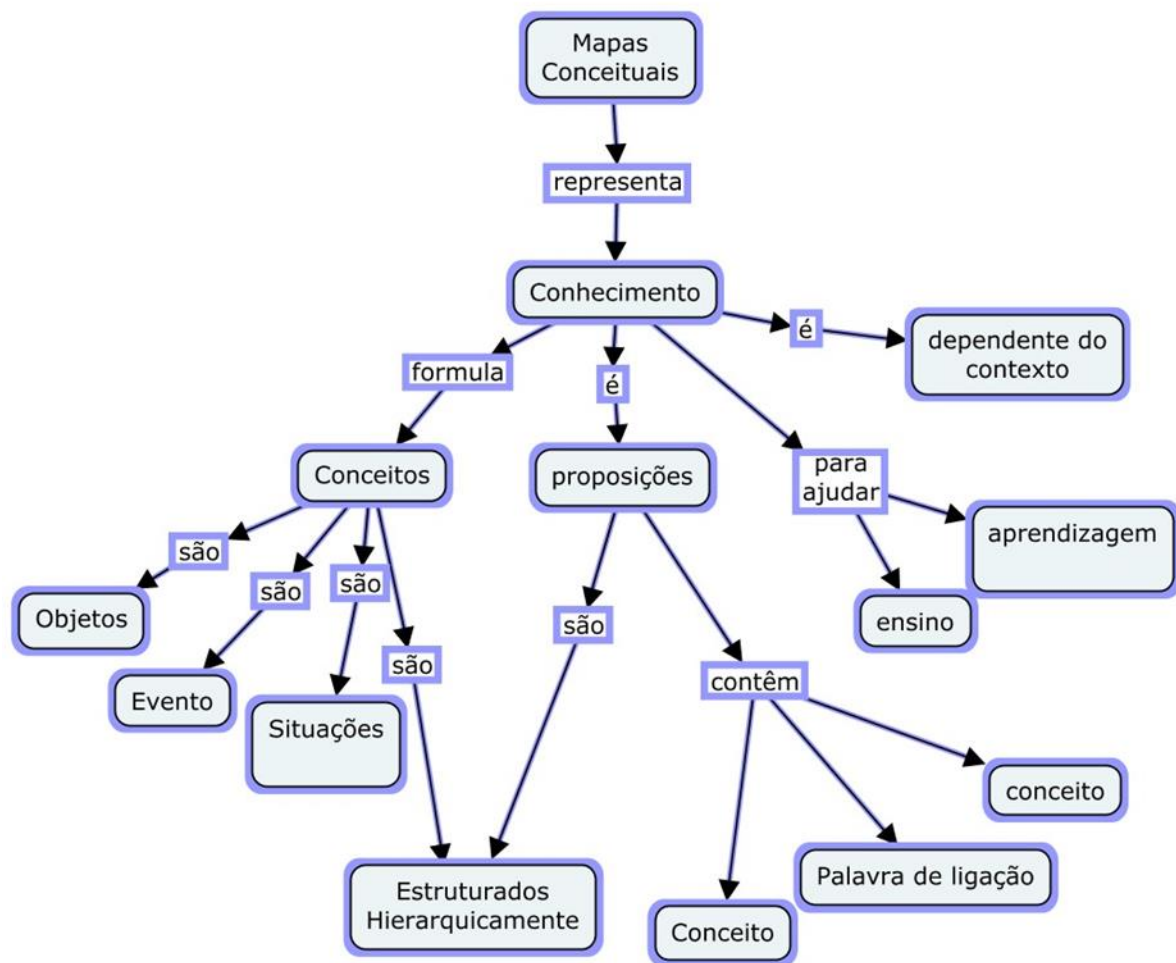 Mapas
Conceituais
representa
Conhecimento
é
dependente do
contexto
formula
é
para
ajudar
Conceitos
proposições
aprendizagem
ensino
são
são
são
são
são
Objetos
Evento
Situações
contêm
conceito
Palavra de ligação
Conceito
Estruturados
Hierarquicamente